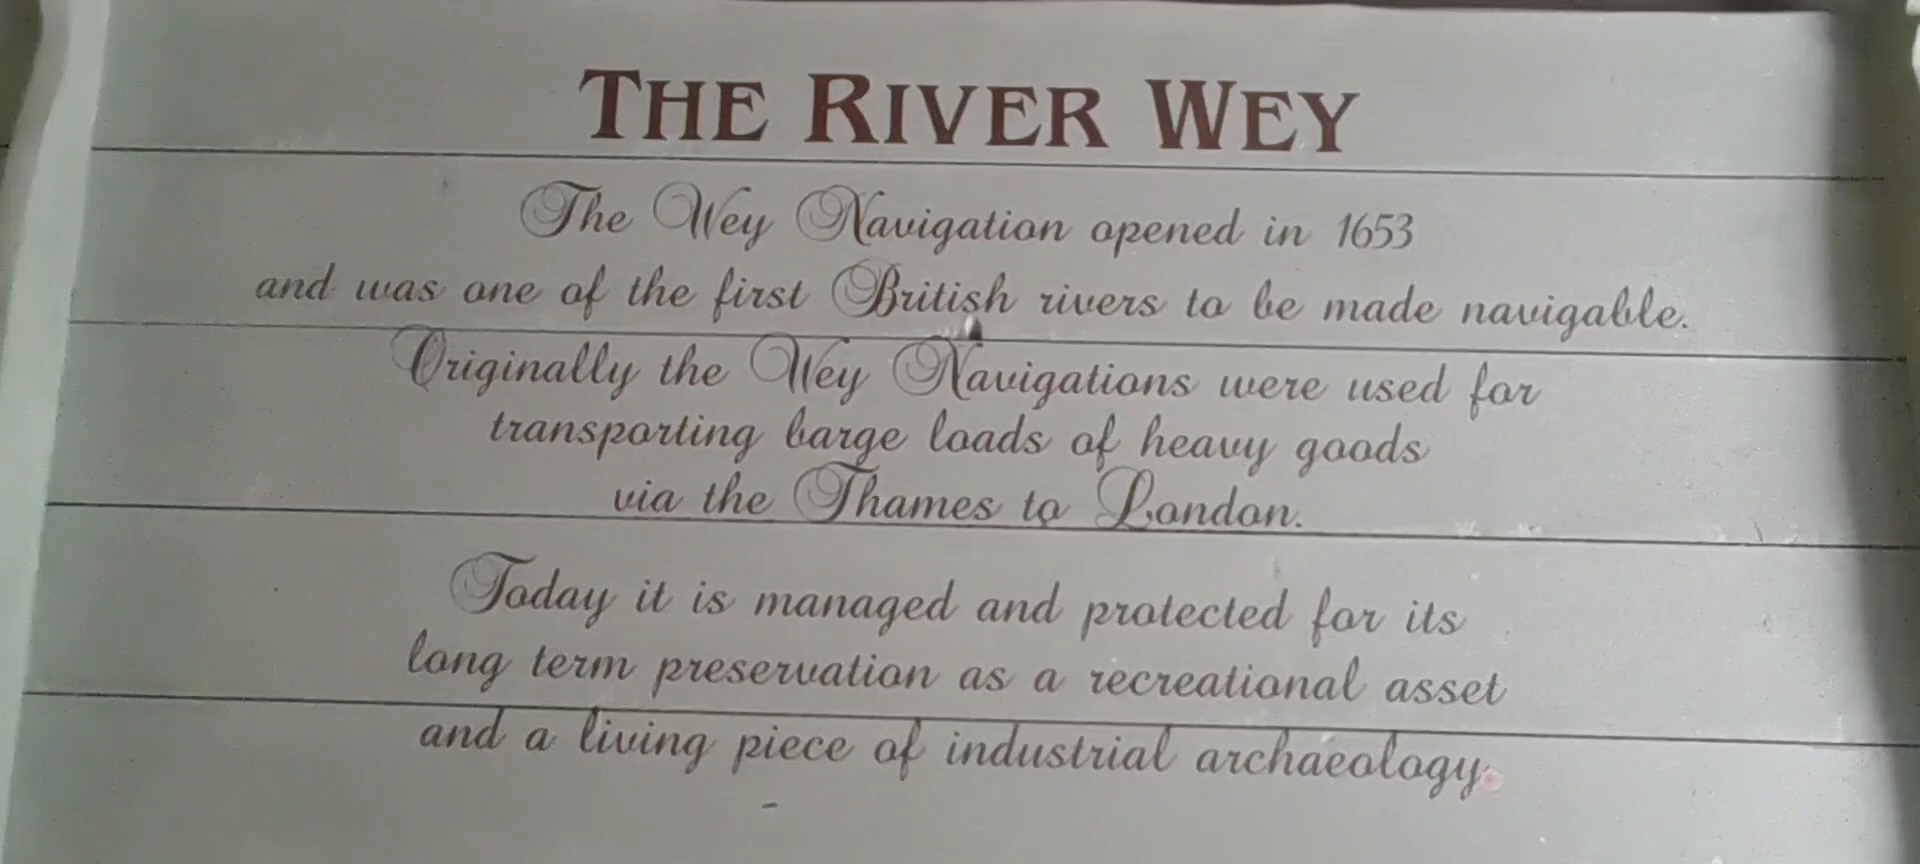 THE RIVER WEY
The Wey Navigation opened in 1653
and was one of the first British rivers to be made navigable.
Originally the Wey Navigations were used for
transporting barge loads of heavy goods
via the Thames to London.
Today it is managed and protected for its
long term preservation as a recreational asset
and a living piece of industrial archaeology.